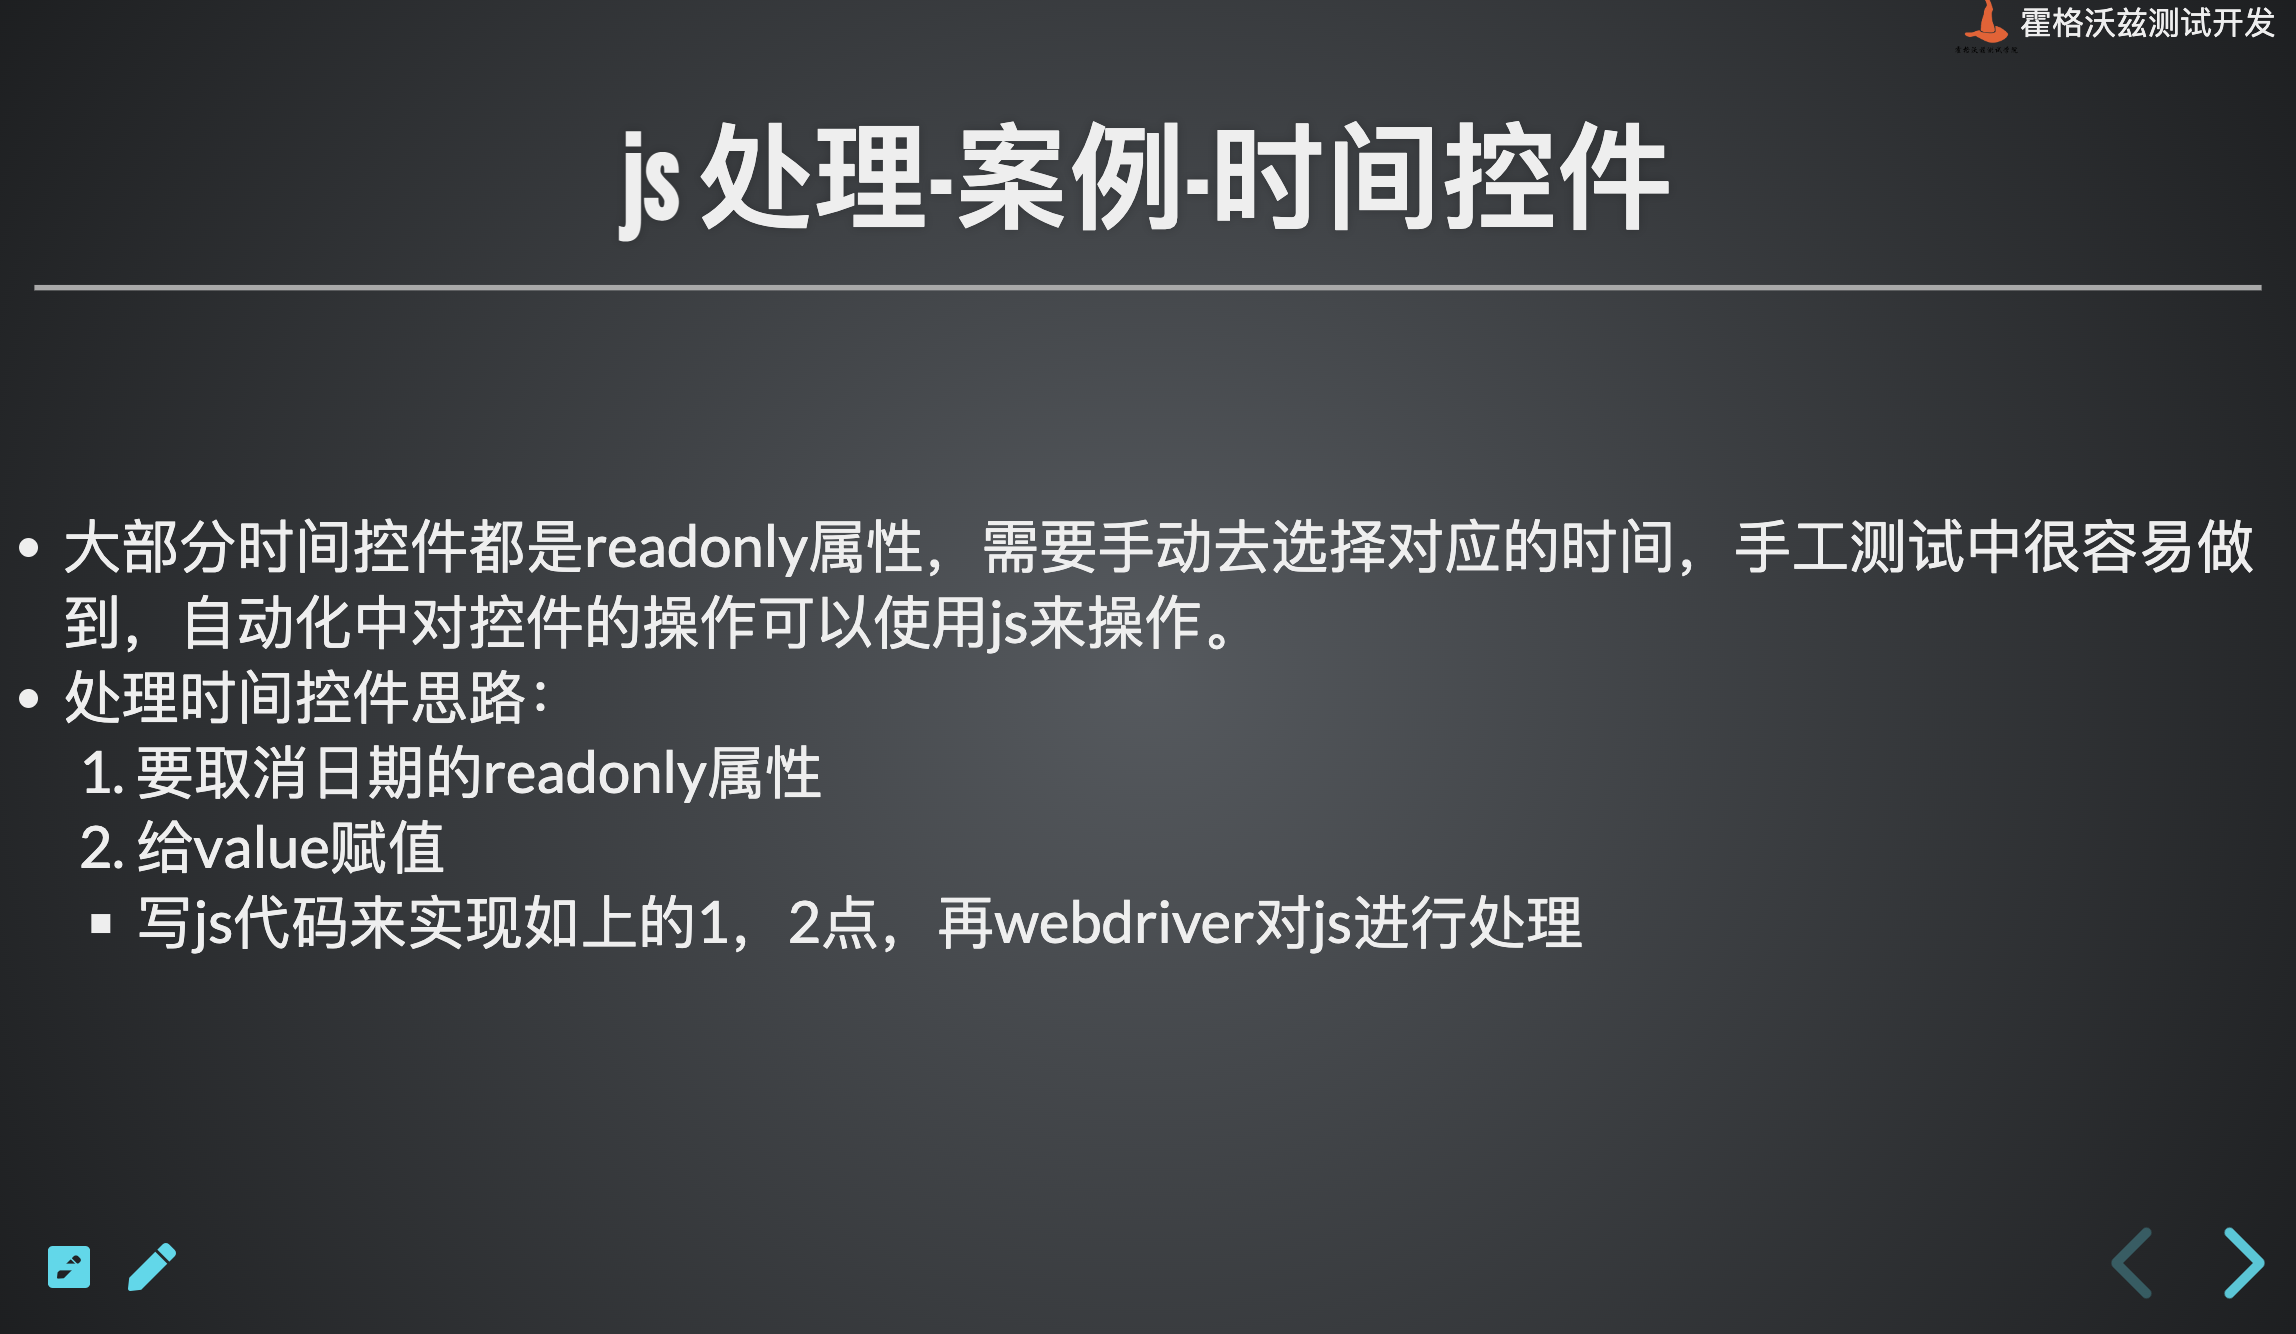 霍格沃兹测试开发
js 处理-案例-时间控件
• 大部分时间控件都是readonly属性，需要手动去选择对应的时间，手工测试中很容易做
到，自动化中对控件的操作可以使用js来操作。
• 处理时间控件思路：
1. 要取消日期的readonly属性
2. 给value赋值
▪ 写js代码来实现如上的1，2点，再webdriver对js进行处理